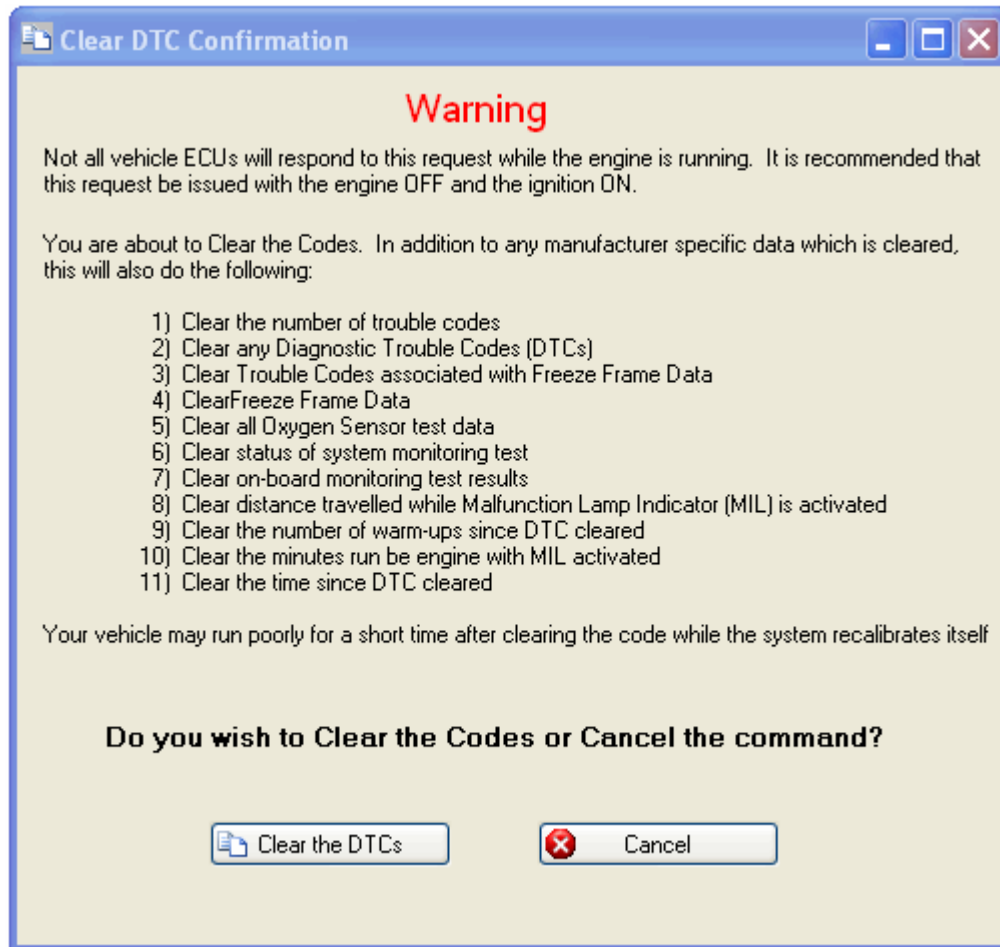 Clear DTC Confirmation
Warning
Not all vehicle ECUs will respond to this request while the engine is running.  It is recommended that
this request be issued with the engine OFF and the ignition ON.
You are about to Clear the Codes.  In addition to any manufacturer specific data which is cleared,
this will also do the following:
1) Clear the number of trouble codes
2) Clear any Diagnostic Trouble Codes (DTCs)
3) Clear Trouble Codes associated with Freeze Frame Data
4) ClearFreeze Frame Data
5) Clear all Oxygen Sensor test data
6) Clear status of system monitoring test
7) Clear on-board monitoring test results
8) Clear distance travelled while Malfunction Lamp Indicator (MIL) is activated
9) Clear the number of warm-ups since DTC cleared
10) Clear the minutes run be engine with MIL activated
11) Clear the time since DTC cleared
Your vehicle may run poorly for a short time after clearing the code while the system recalibrates itself
Do you wish to Clear the Codes or Cancel the command?
Clear the DTCs
Cancel